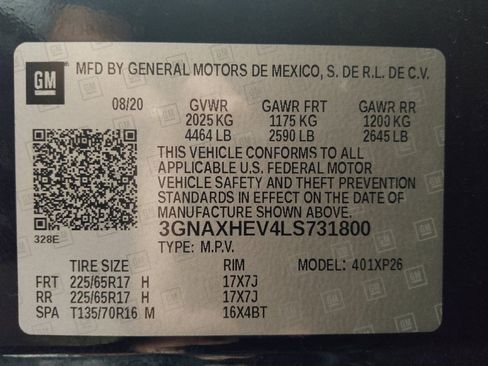 GM
MFD BY GENERAL MOTORS DE MEXICO, S. DE R.L. DE C.V.
08/20 GVWR GAWR FRT GAWR RR
2025 KG 1175 KG 1200 KG
4464 LB 2590 LB 2645 LB
THIS VEHICLE CONFORMS TO ALL
APPLICABLE U.S. FEDERAL MOTOR
VEHICLE SAFETY AND THEFT PREVENTION
STANDARDS IN EFFECT ON THE DATE OF
MANUFACTURE SHOWN ABOVE.
328E
3GNAXHEV4LS731800
TYPE: M.P.V.
TIRE SIZE RIM MODEL: 401XP26
FRT 225/65R17 H 17X7J
RR 225/65R17 H 17X7J
SPA T135/70R16 M 16X4BT